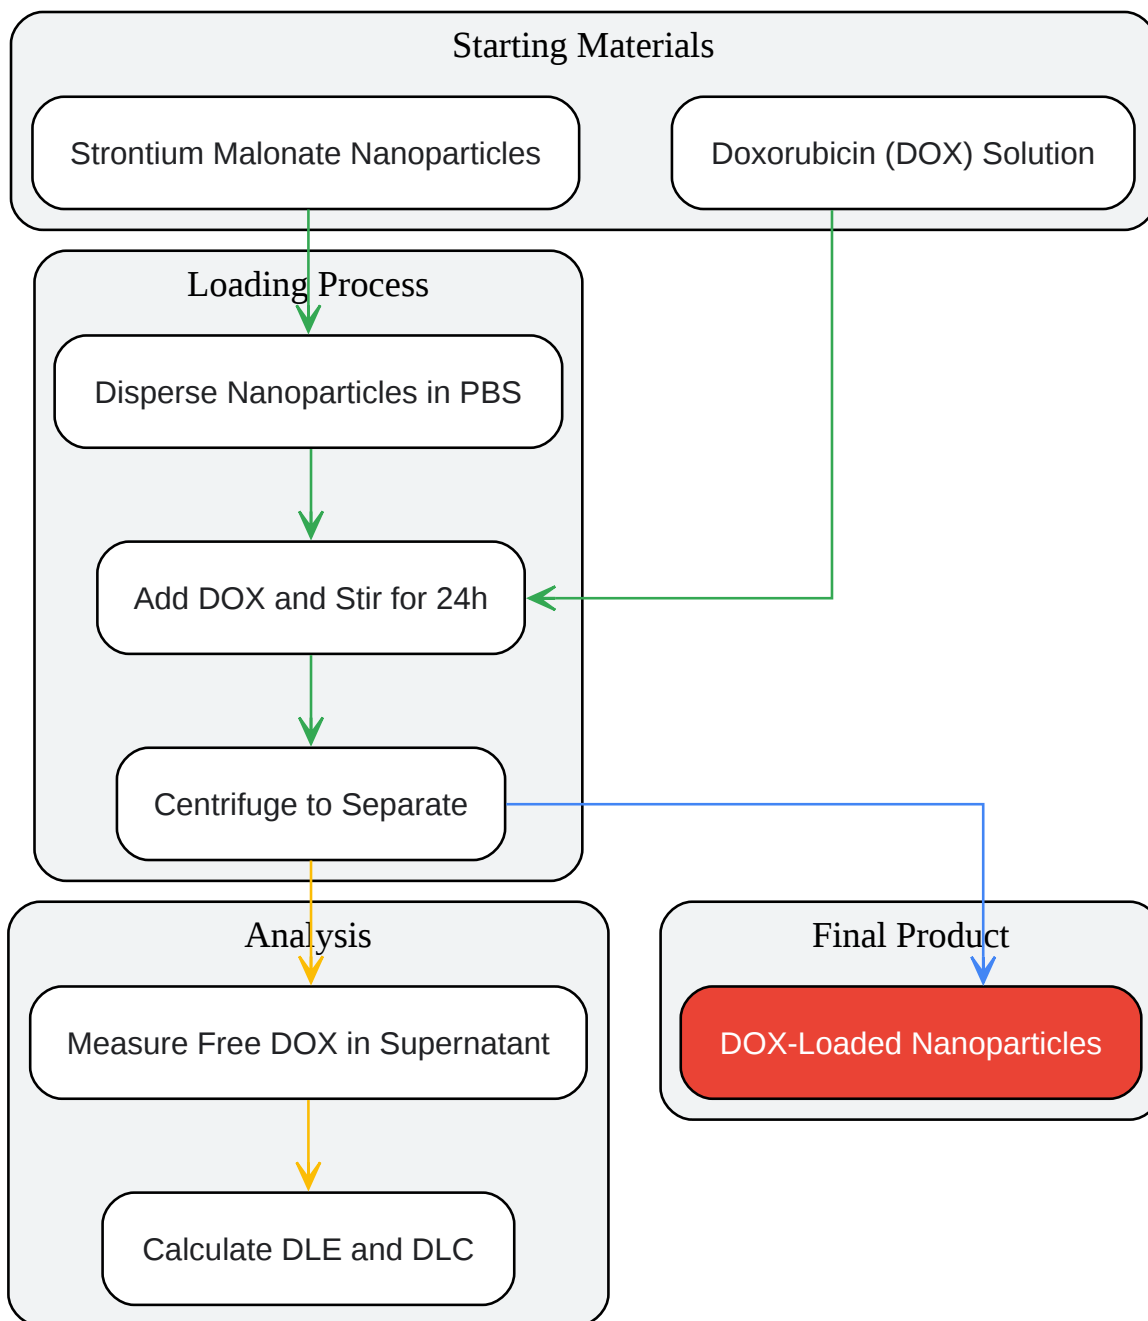 Starting Materials
Strontium Malonate Nanoparticles
Doxorubicin (DOX) Solution
Loading Process
Disperse Nanoparticles in PBS
Add DOX and Stir for 24h
Centrifuge to Separate
Analysis
Measure Free DOX in Supernatant
Calculate DLE and DLC
Final Product
DOX-Loaded Nanoparticles